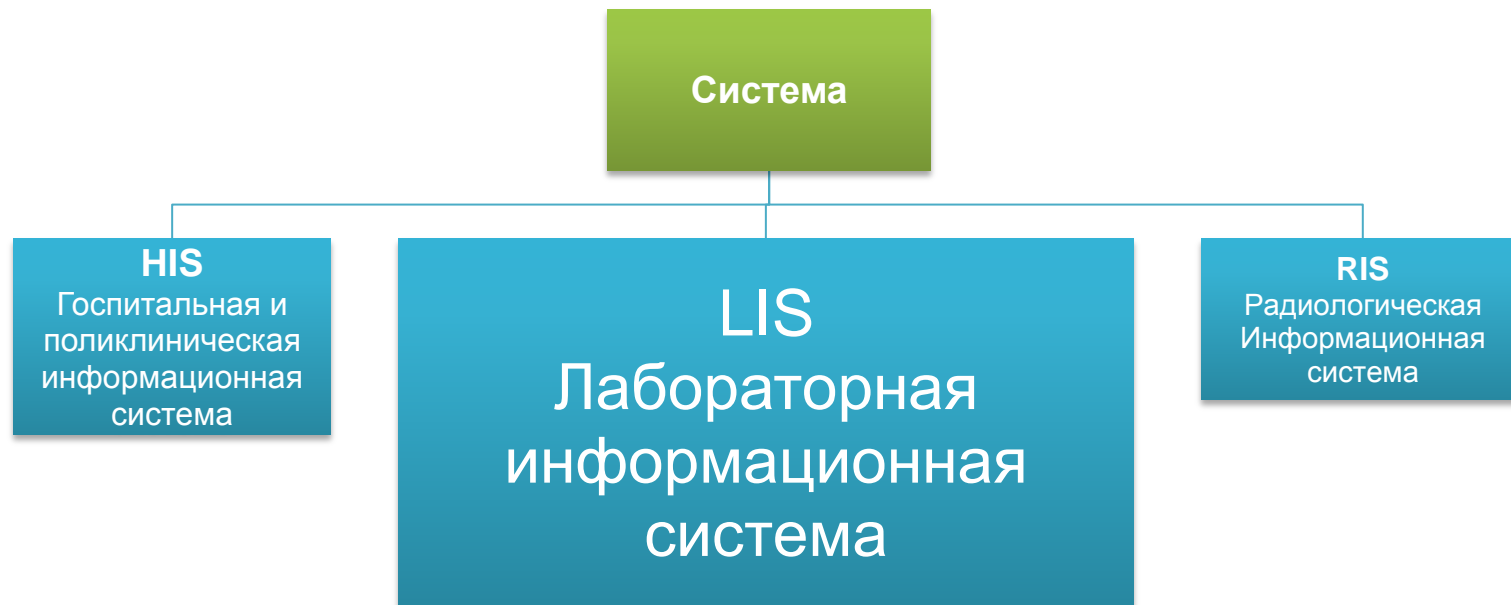 Система
HIS
Госпитальная и
поликлиническая
информационная
система
LIS
Лабораторная
информационная
система
RIS
Радиологическая
Информационная
система